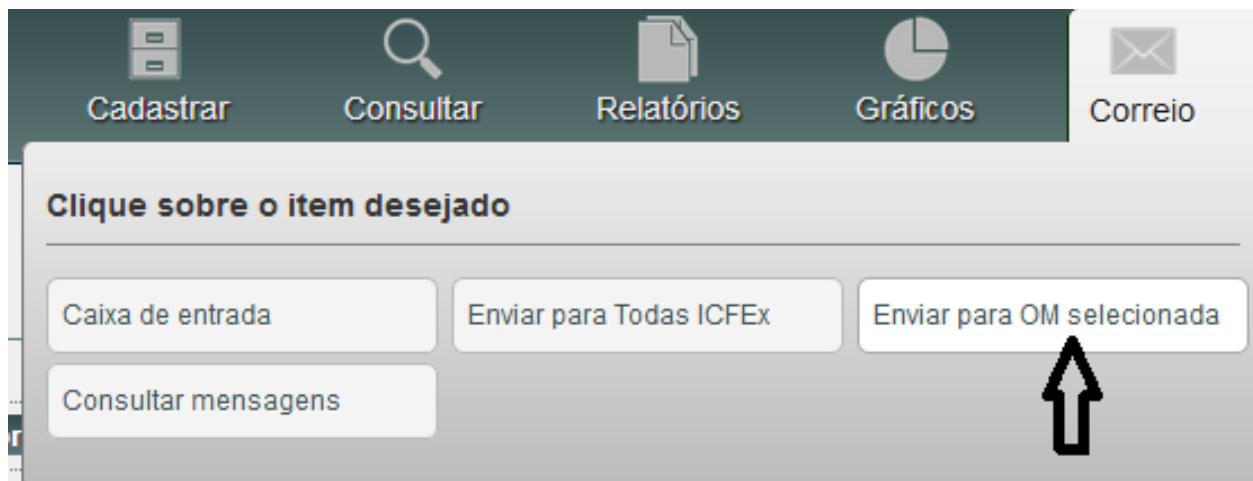 Cadastrar
Consultar
Relatórios
Gráficos
Correio
Clique sobre o item desejado
Caixa de entrada
Enviar para Todas ICFEx
Enviar para OM selecionada
Consultar mensagens